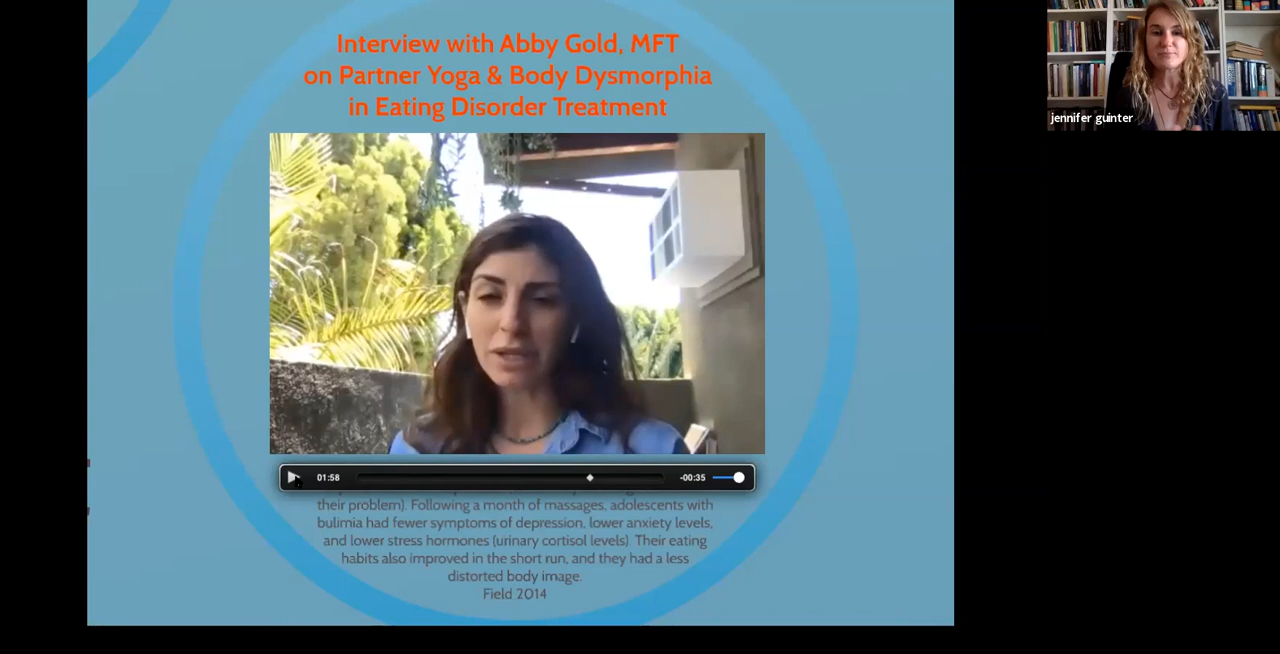 Interview with Abby Gold, MFT
on Partner Yoga & Body Dysmorphia
in Eating Disorder Treatment
jennifer guinter
01:58
-00:35
their problem). Following a month of massages, adolescents with
bulimia had fewer symptoms of depression, lower anxiety levels,
and lower stress hormones (urinary cortisol levels). Their eating
habits also improved in the short run, and they had a less
distorted body image.
Field 2014